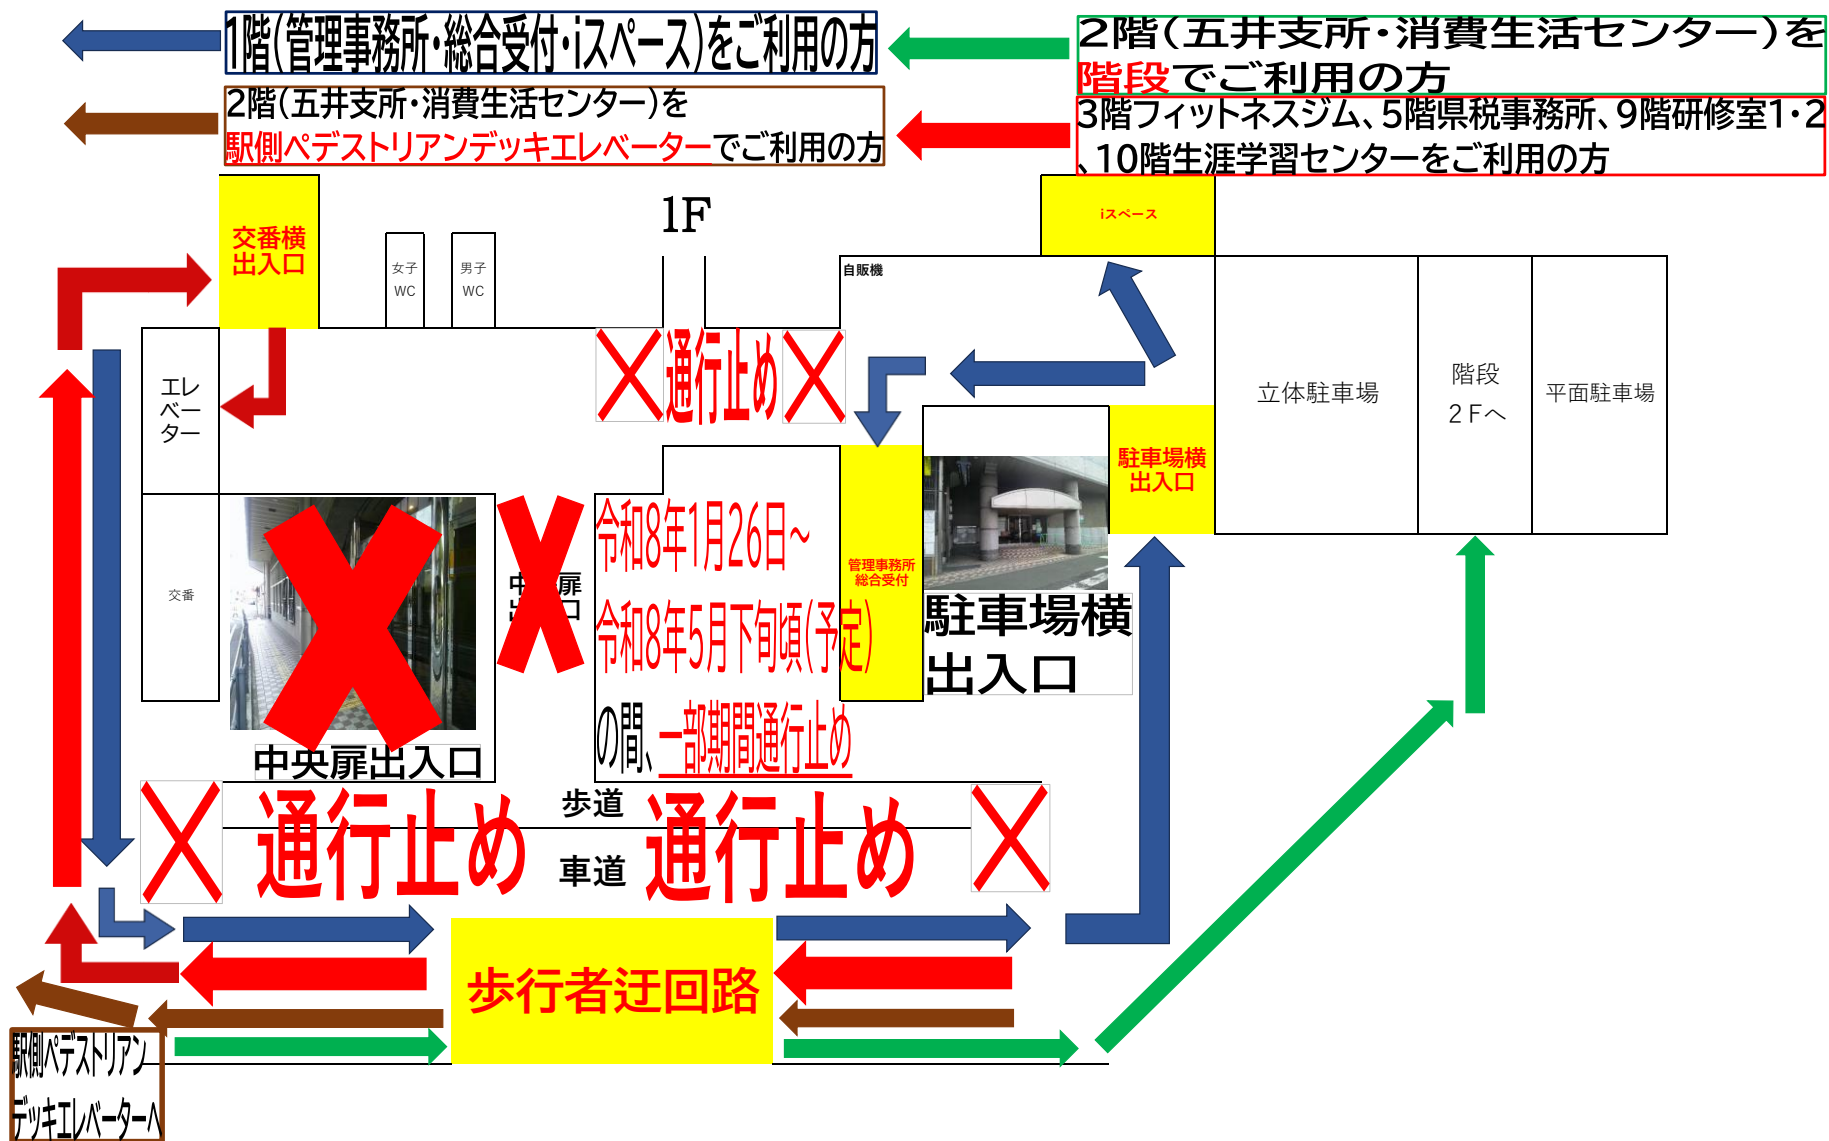 1階(管理事務所・総合受付・iスペース)をご利用の方
2階(五井支所・消費生活センター)を
階段でご利用の方
2階(五井支所・消費生活センター)を
駅側ペデストリアンデッキエレベーターでご利用の方
3階フィットネスジム、5階県税事務所、9階研修室1・2
、10階生涯学習センターをご利用の方
1F
iスペース
交番横
出入口
女子
WC
男子
WC
自販機
通行止め
エレ
ベー
ター
立体駐車場
階段
2Fへ
平面駐車場
駐車場横
出入口
交番
中 扉
出 口
令和8年1月26日~
令和8年5月下旬頃(予定)
の間、一部期間通行止め
管理事務所
総合受付
駐車場横
出入口
中央扉出入口
歩道
通行止め
通行止め
車道
歩行者迂回路
駅側ペデストリアン
デッキエレベーターへ